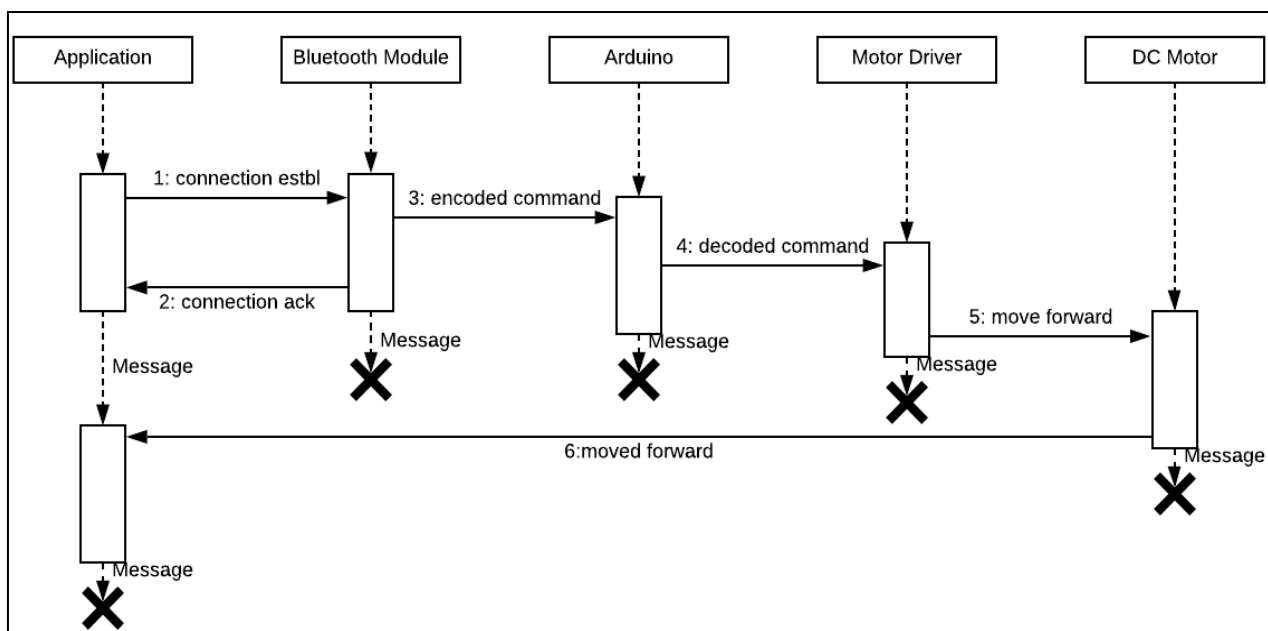 Application
Bluetooth Module
Arduino
Motor Driver
DC Motor
1: connection estbl
3: encoded command
4: decoded command
2: connection ack
5: move forward
Message
Message
Message
Message
6:moved forward
Message
Message